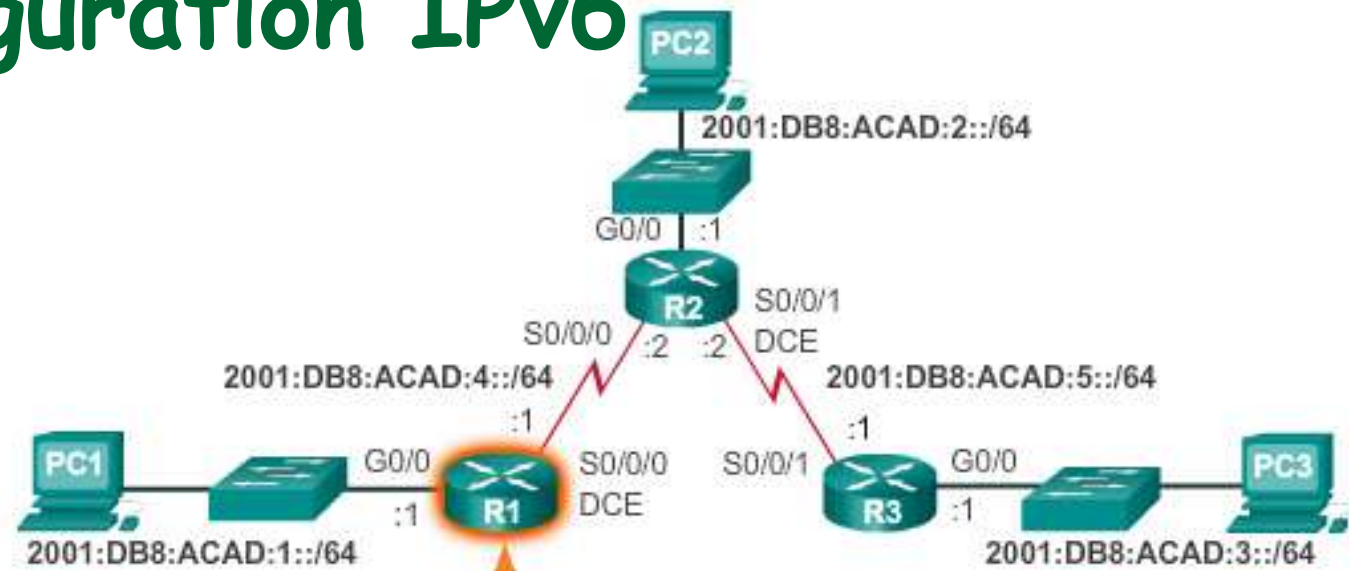 guration IPv6
PC2
2001:DB8:ACAD:2::/64
G0/0 :1
R2
S0/0/1
DCE
S0/0/0
:2 :2
2001:DB8:ACAD:4::/64
2001:DB8:ACAD:5::/64
:1
:1
PC1
G0/0
:1
R1
S0/0/0
DCE
S0/0/1
R3
G0/0
:1
PC3
2001:DB8:ACAD:1::/64
2001:DB8:ACAD:3::/64